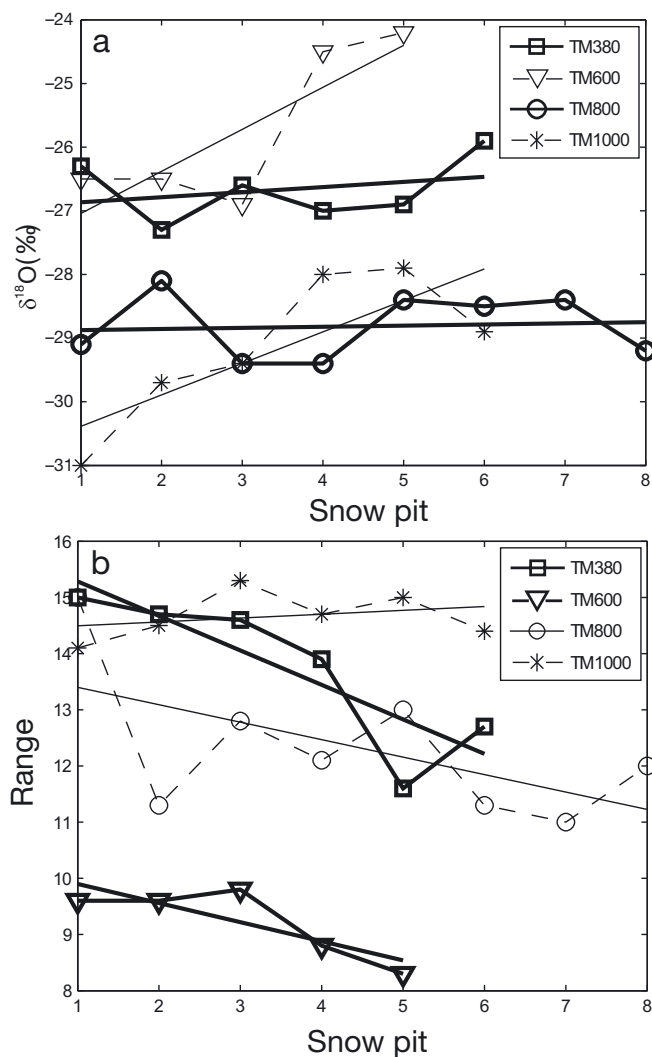 a
−24
−25
−26
−27
−28
−29
−30
−31
δ¹⁸O(‰)
TM380
TM600
TM800
TM1000
1 2 3 4 5 6 7 8
Snow pit
b
16
15
14
13
12
11
10
9
8
Range
TM380
TM600
TM800
TM1000
1 2 3 4 5 6 7 8
Snow pit